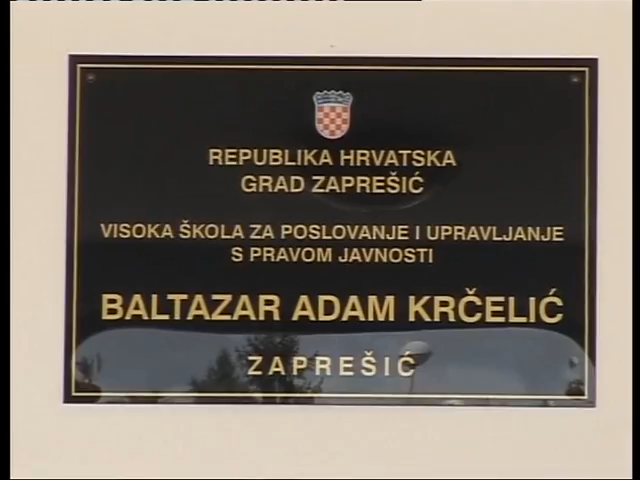 REPUBLIKA HRVATSKA
GRAD ZAPREŠIĆ
VISOKA ŠKOLA ZA POSLOVANJE I UPRAVLJANJE
S PRAVOM JAVNOSTI
BALTAZAR ADAM KRČELIĆ
ZAPREŠIĆ